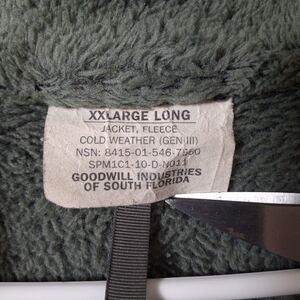 XXLARGE LONG
JACKET, FLEECE
COLD WEATHER (GEN III)
NSN: 8415-01-546-7560
SPM1C1-10-D-N011
GOODWILL INDUSTRIES
OF SOUTH FLORIDA